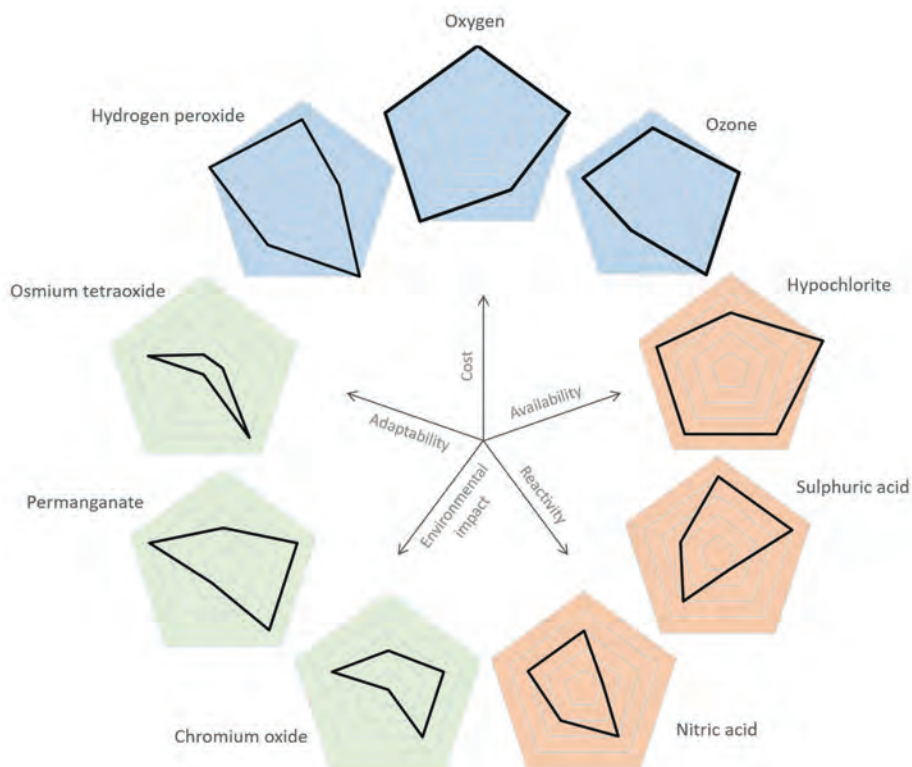 Oxygen
Hydrogen peroxide
Ozone
Osmium tetraoxide
Hypochlorite
Cost
Availability
Adaptability
Environmental
impact
Reactivity
Permanganate
Sulphuric acid
Chromium oxide
Nitric acid